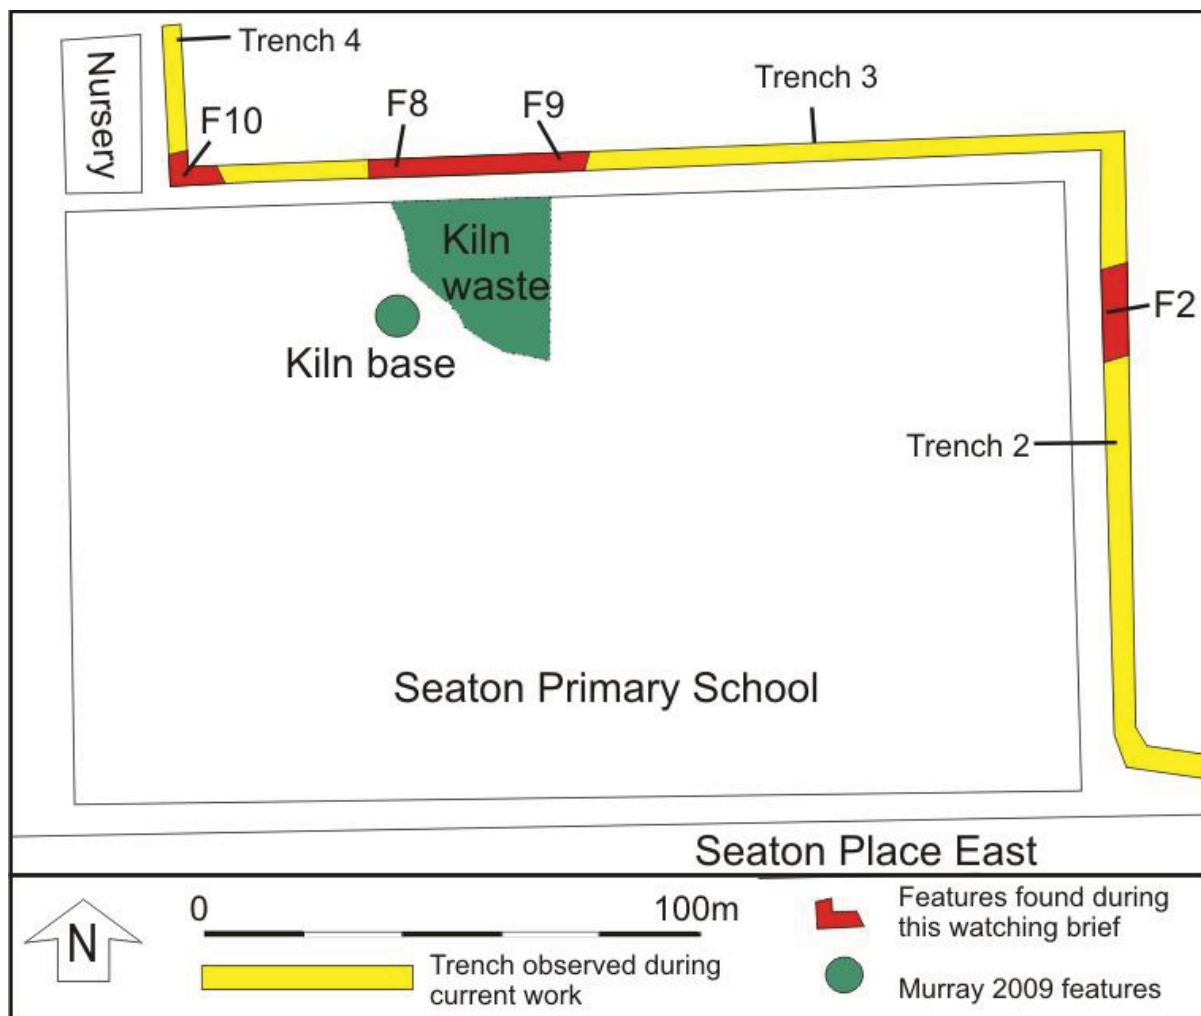 Trench 4
Nursery
F10
F8
F9
Trench 3
Kiln
waste
F2
Kiln base
Trench 2
Seaton Primary School
Seaton Place East
N
0
100m
Trench observed during
current work
Features found during
this watching brief
Murray 2009 features